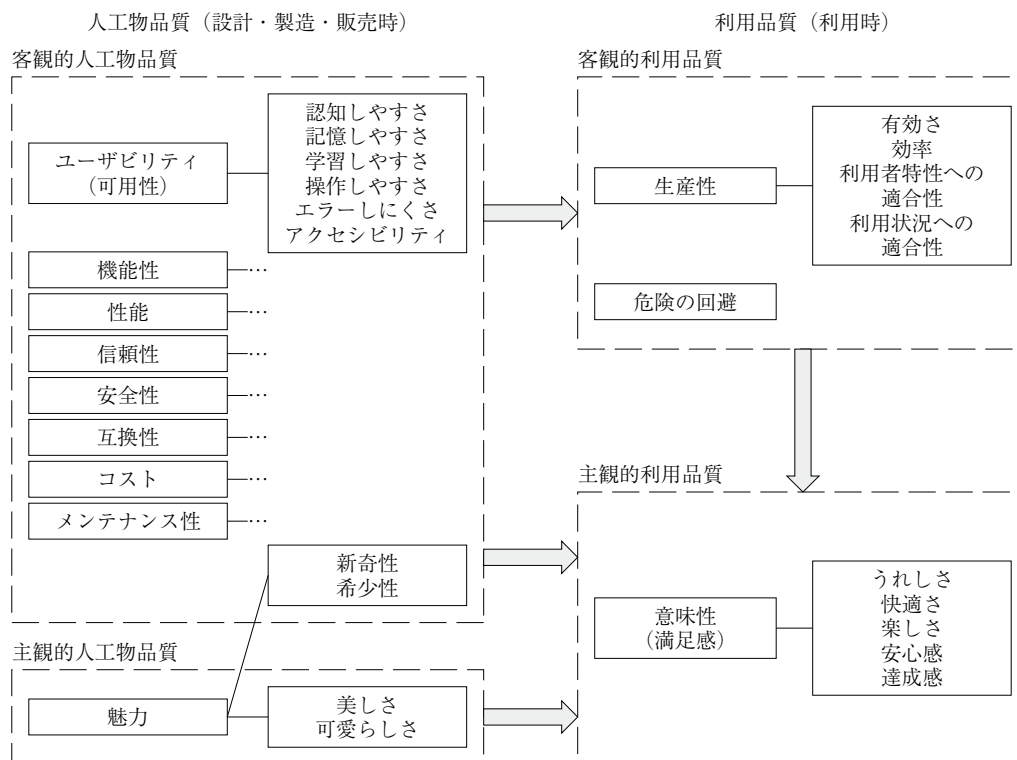 人工物品質（設計・製造・販売時）
客観的人工物品質
ユーザビリティ
（可用性）
認知しやすさ
記憶しやすさ
学習しやすさ
操作しやすさ
エラーしにくさ
アクセシビリティ
機能性
…
性能
…
信頼性
…
安全性
…
互換性
…
コスト
…
メンテナンス性
…
新奇性
希少性
主観的人工物品質
魅力
美しさ
可愛らしさ
利用品質（利用時）
客観的利用品質
生産性
有効さ
効率
利用者特性への
適合性
利用状況への
適合性
危険の回避
主観的利用品質
意味性
（満足感）
うれしさ
快適さ
楽しさ
安心感
達成感